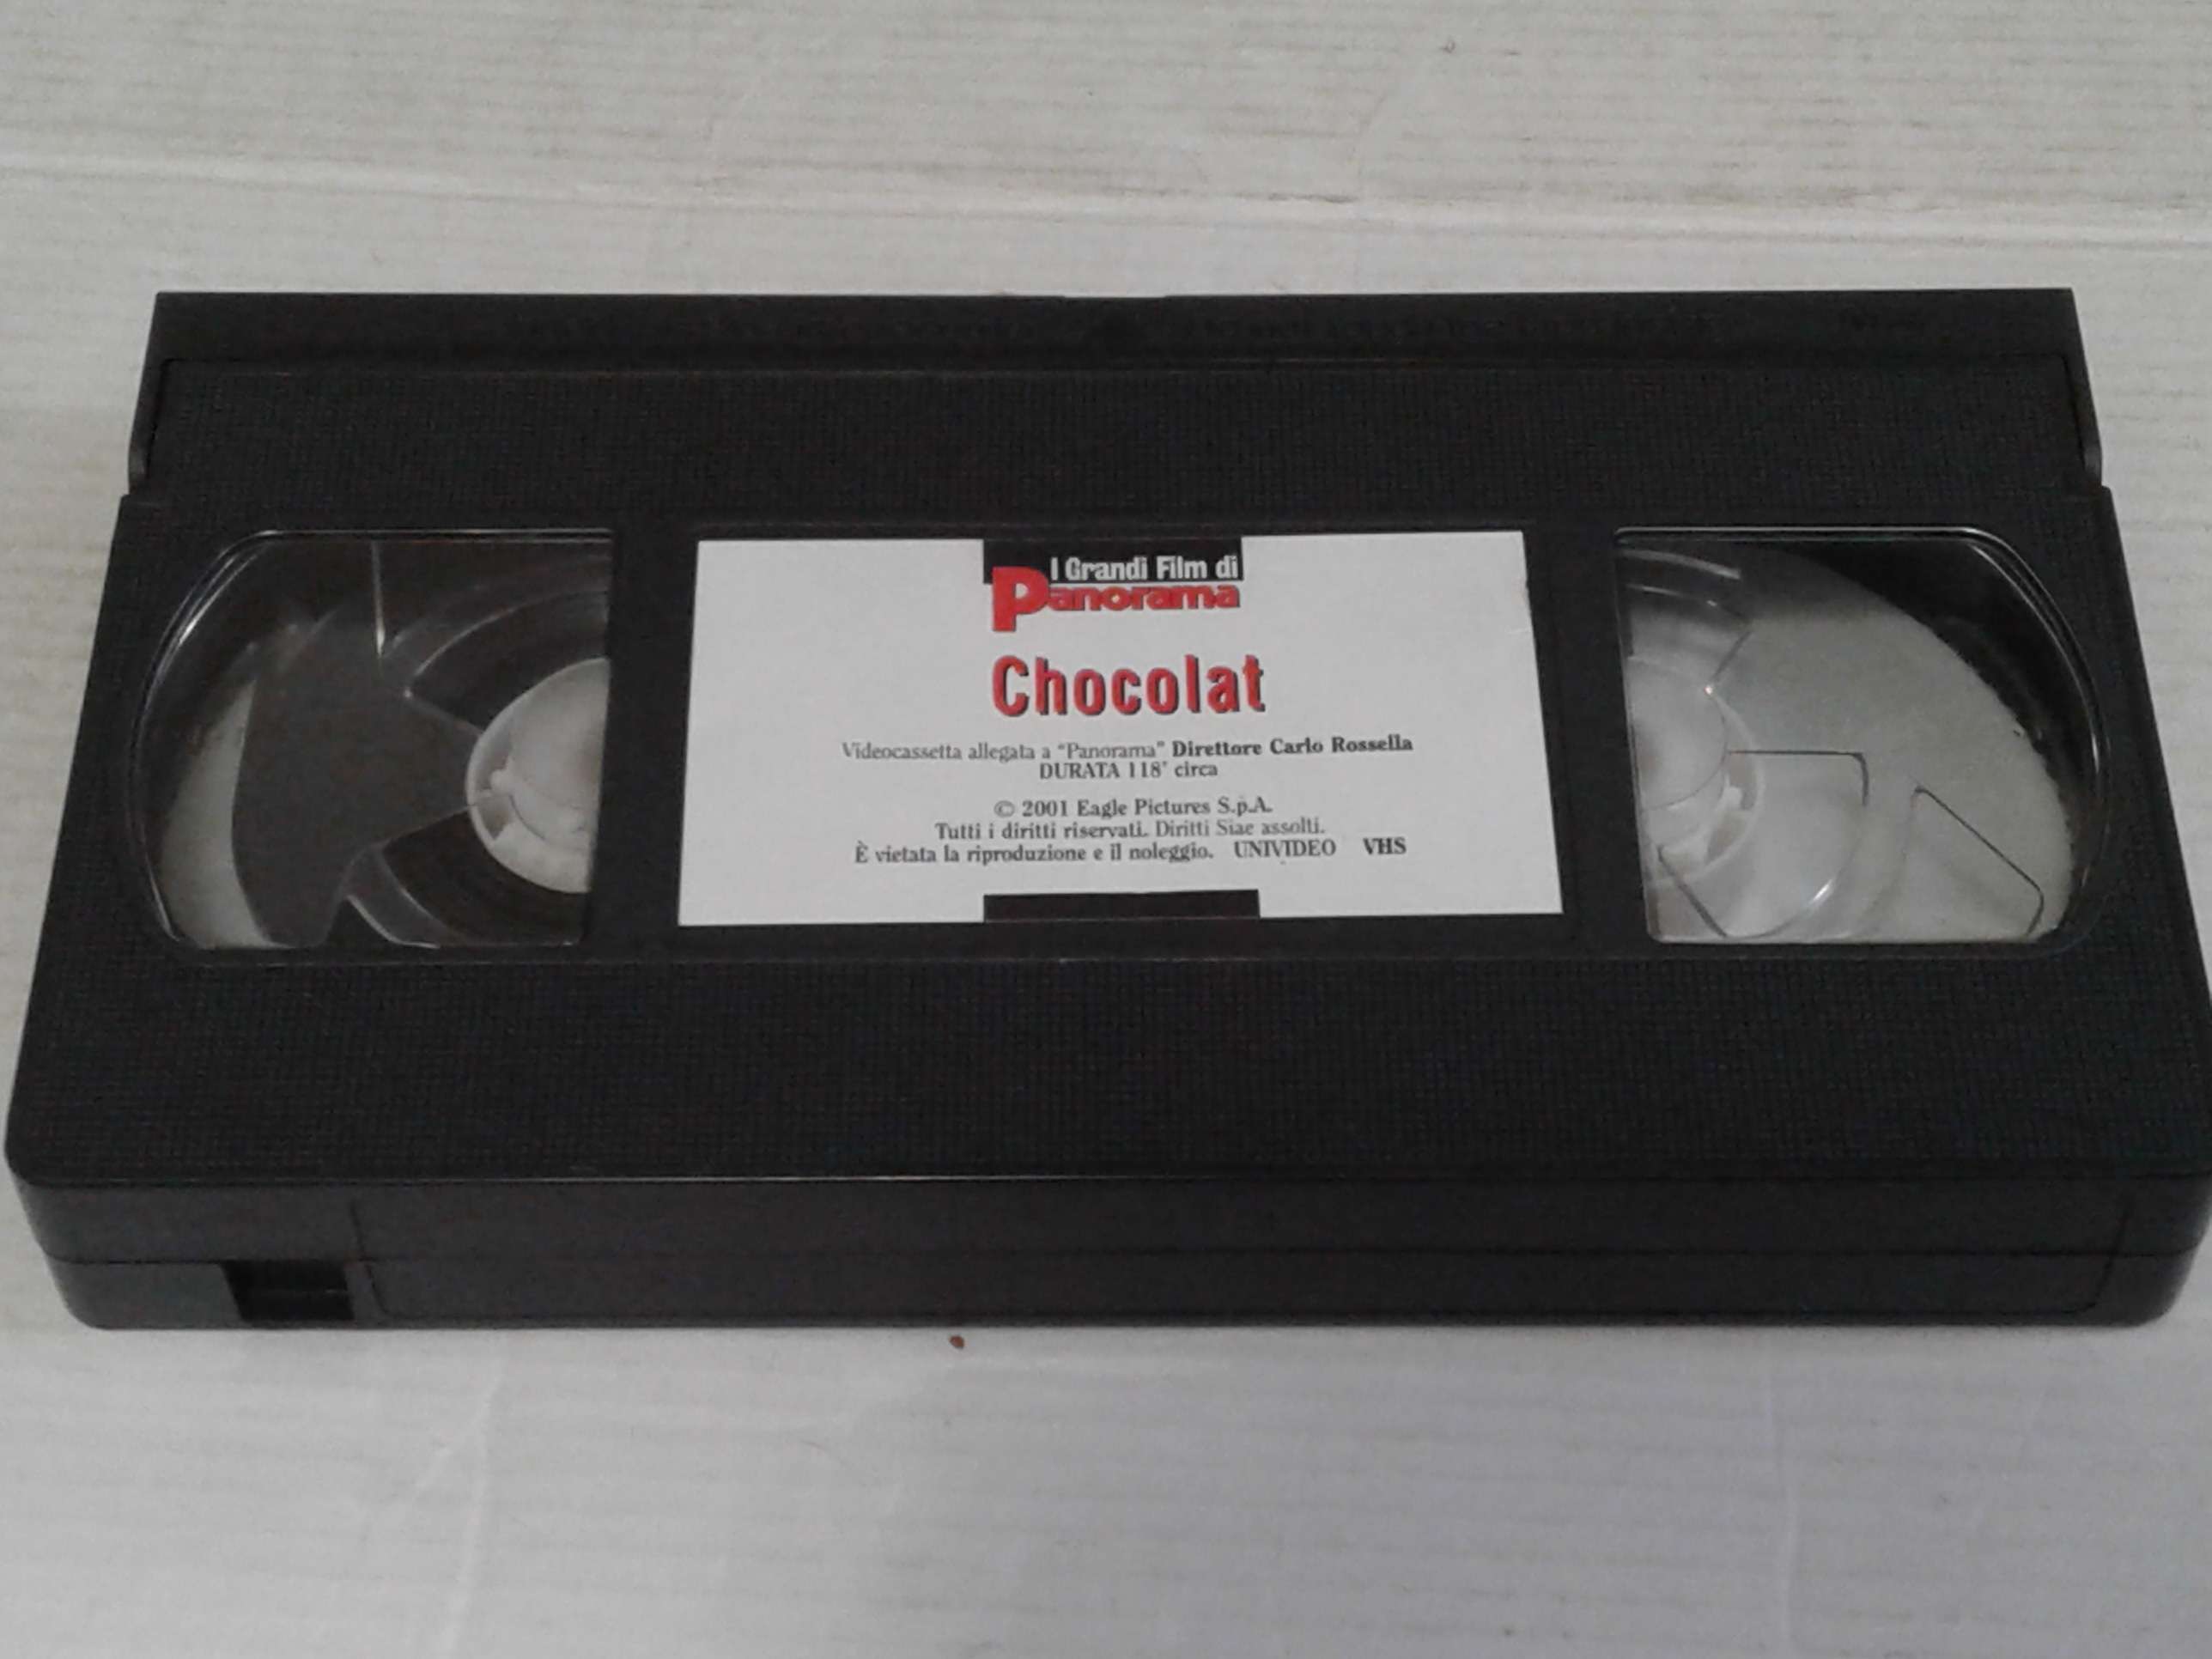 I Grandi Film di
Panorama
Chocolat
Videocassetta allegata a "Panorama" Direttore Carlo Rossella
DURATA 118' circa
© 2001 Eagle Pictures S.p.A.
Tutti i diritti riservati. Diritti Siae assolti.
È vietata la riproduzione e il noleggio. UNIVIDEO VHS